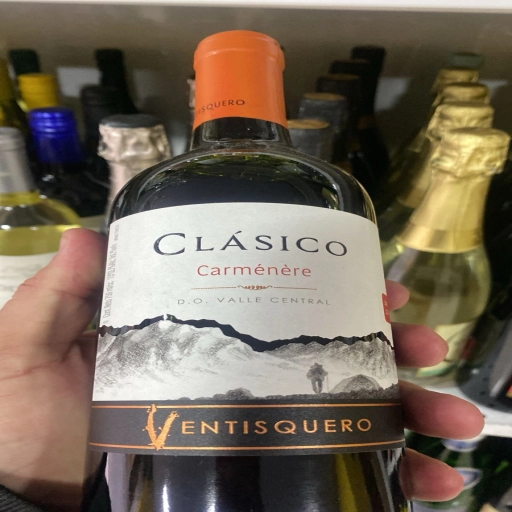 VENTISQUERO
CLÁSICO
Carménère
D.O. VALLE CENTRAL
VENTISQUERO